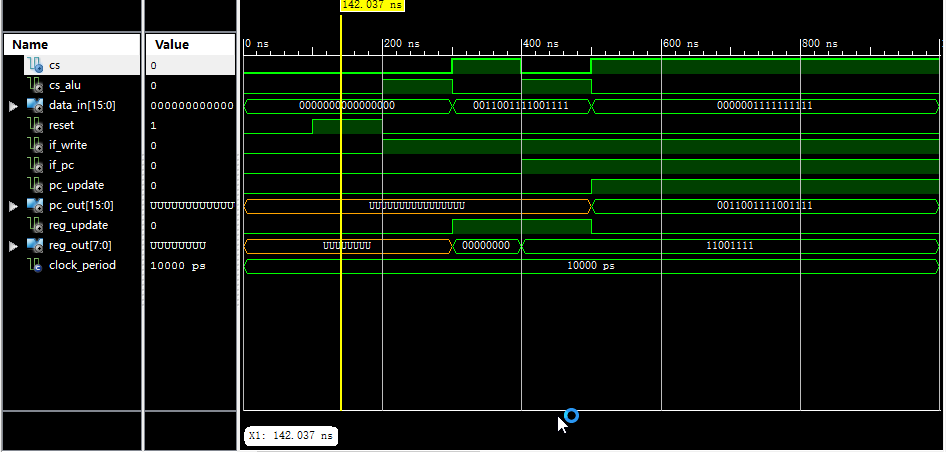 142.037 ns
Name Value 0 ns 200 ns 400 ns 600 ns 800 ns
cs 0
cs_alu 0
data_in[15:0] 000000000000 0000000000000000 0011001111001111 0000001111111111
reset 1
if_write 0
if_pc 0
pc_update 0
pc_out[15:0] UUUUUUUUUUUU UUUUUUUUUUUUUUUU 0011001111001111
reg_update 0
reg_out[7:0] UUUUUUUU UUUUUUUU 00000000 11001111
clock_period 10000 ps 10000 ps
X1: 142.037 ns